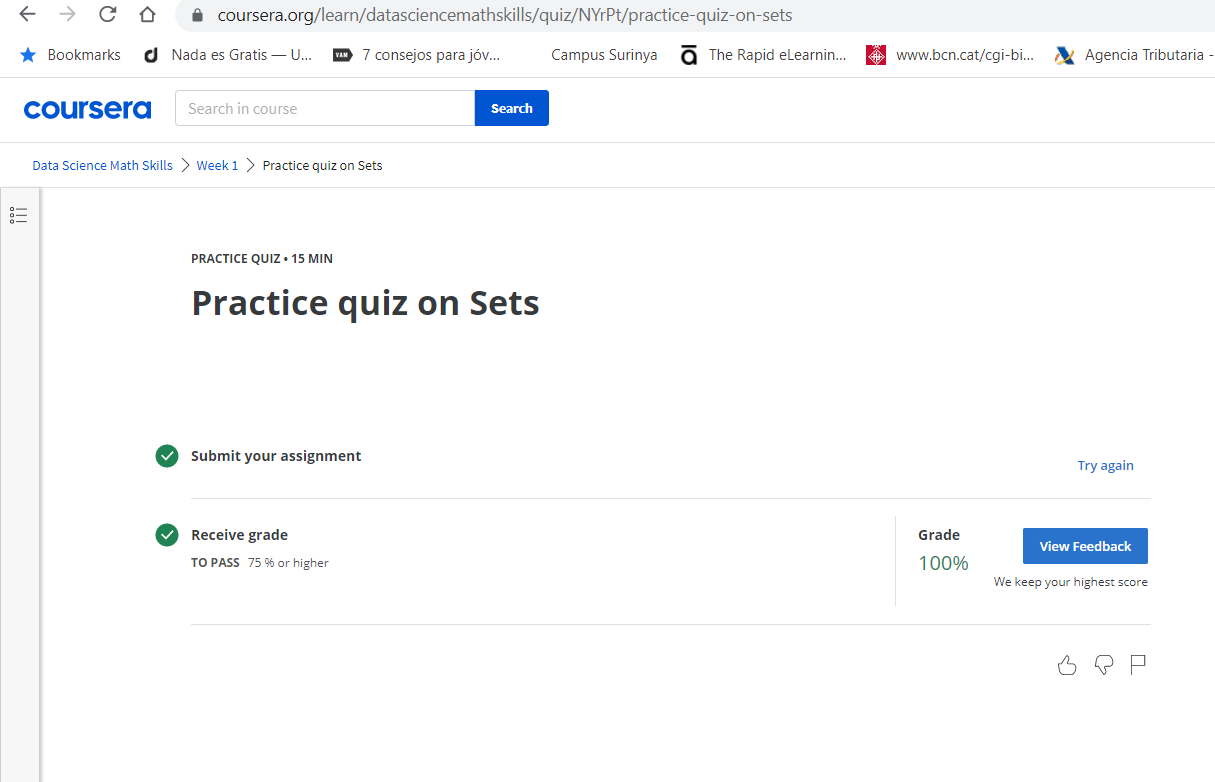 coursera.org/learn/datasciencemathskills/quiz/NYrPt/practice-quiz-on-sets
Bookmarks Nada es Gratis — U... VAN 7 consejos para jóv... Campus Surinya The Rapid eLearnin... www.bcn.cat/cgi-bi... Agencia Tributaria -
coursera Search in course Search
Data Science Math Skills Week 1 Practice quiz on Sets
PRACTICE QUIZ • 15 MIN
Practice quiz on Sets
Submit your assignment
Try again
Receive grade Grade
TO PASS 75 % or higher 100% View Feedback
We keep your highest score